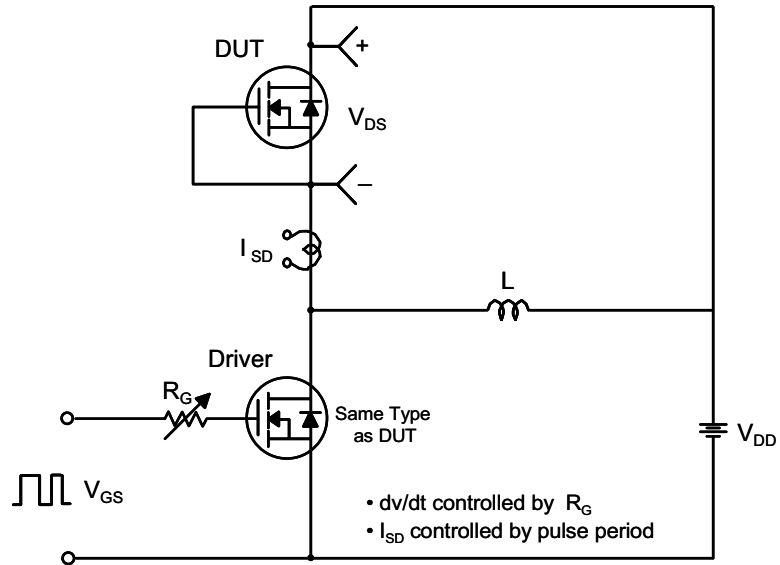 DUT
+
V_DS
–
I_SD
L
Driver
R_G
Same Type
as DUT
V_DD
V_GS
• dv/dt controlled by R_G
• I_SD controlled by pulse period